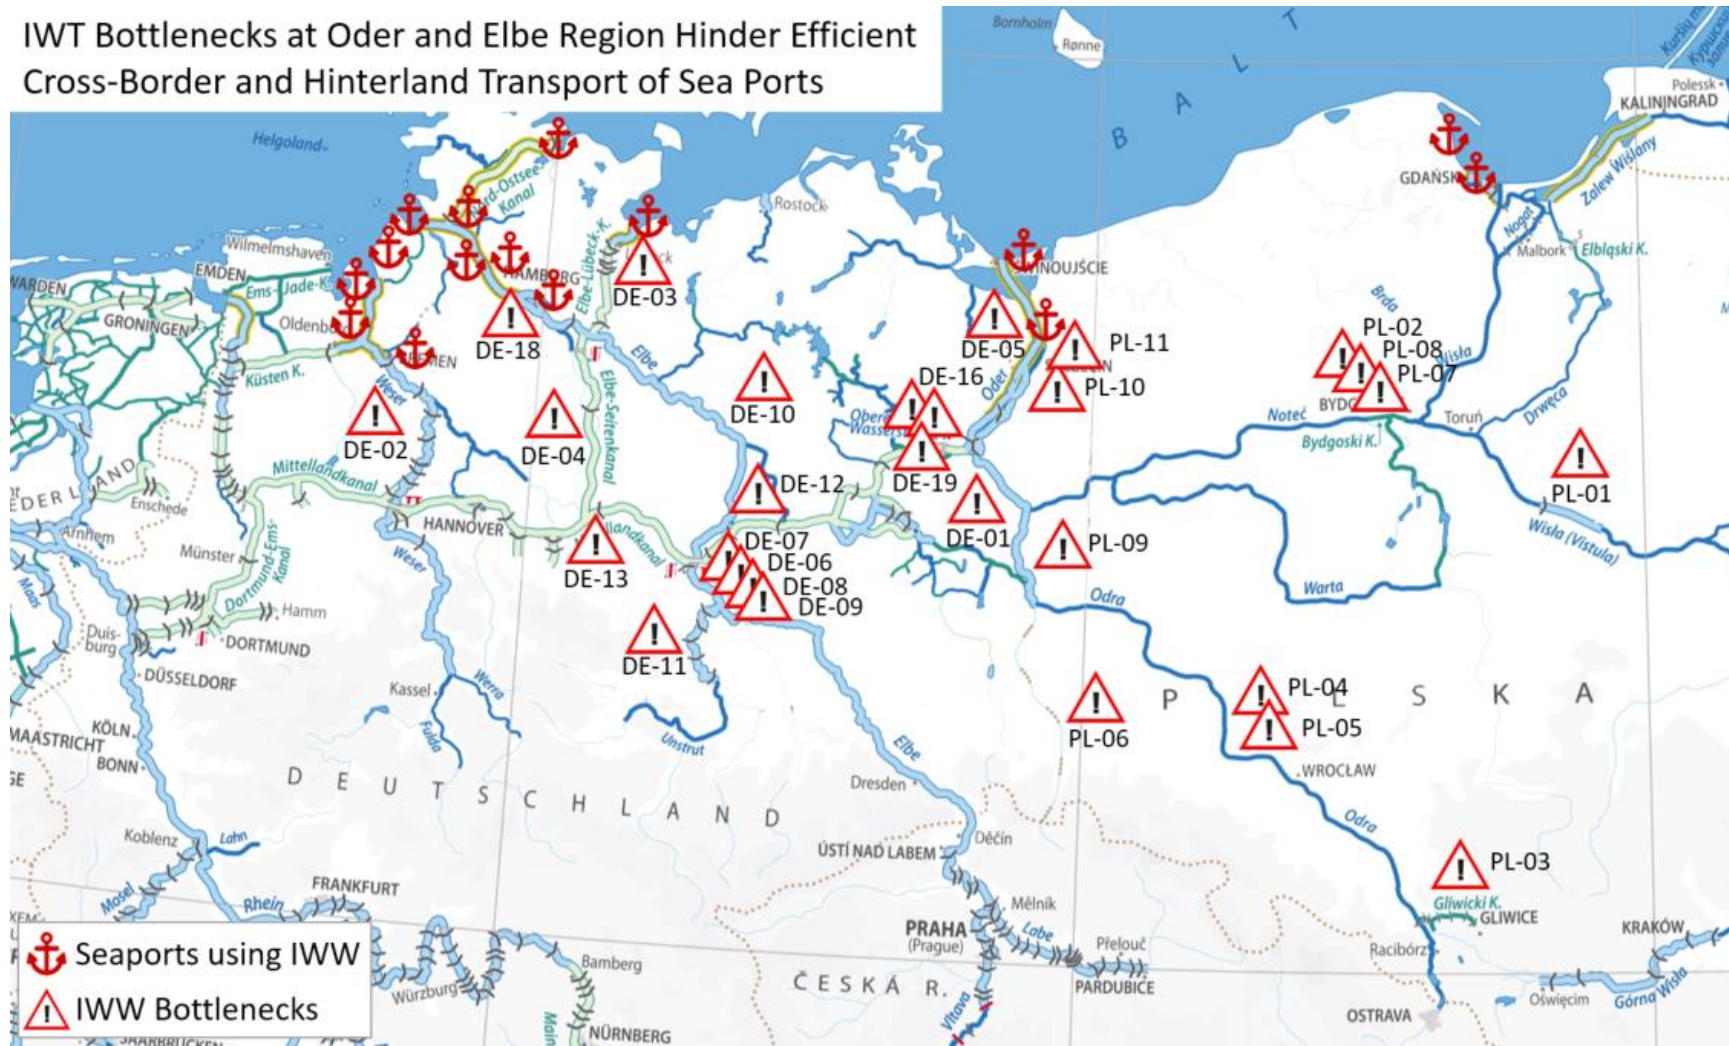 IWT Bottlenecks at Oder and Elbe Region Hinder Efficient
Cross-Border and Hinterland Transport of Sea Ports
Bornholm
Rønne
B A L T
Polessk
KALININGRAD
Zalew Wiślany
Helgoland
Nord-Ostsee-
Kanal
Rostock
GDAŃSK
Nogat
Malbork
Elbląski K.
Wilmelmshaven
EMDEN
Ems-Jade-K.
WARDEN
GRONINGEN
Oldenburg
HAMBURG
Elbe-Lübeck-K.
DE-03
ŚWINOUJŚCIE
Brda
DE-18
Elbe
DE-05
PL-11
PL-10
PL-02
PL-08
PL-07
Wisła
BYDG
Küsten K.
BREMEN
Weser
DE-02
DE-04
Elbe-Seitenkanal
DE-10
DE-16
Oder
Noteć
Toruń
Drwęca
Bydgoski K.
PL-01
Wisła (Vistula)
NEDERLAND
Enschede
Arnhem
Mittellandkanal
HANNOVER
DE-12
DE-19
DE-01
PL-09
Münster
Dortmund-Ems-
Kanal
Weser
DE-13
llandkanal
DE-07
DE-06
DE-08
DE-09
Maas
Hamm
Duis-
burg
DORTMUND
DÜSSELDORF
DE-11
Odra
Warta
Kassel
Werra
Fulda
Unstrut
Elbe
PL-06
PL-04
PL-05
P L S K A
WROCŁAW
KÖLN
MAASTRICHT
BONN
DEUTSCHLAND
Dresden
Odra
Koblenz
Lahn
Děčín
ÚSTÍ NAD LABEM
PL-03
Gliwicki K.
GLIWICE
KRAKÓW
Mosel
FRANKFURT
Rhein
Mělník
PRAHA
(Prague)
Labe
Přelouč
PARDUBICE
Racibórz
Oświęcim
Górna Wisła
Seaports using IWW
IWW Bottlenecks
Würzburg
Bamberg
ČESKÁ R.
Vltava
OSTRAVA
Main
NÜRNBERG
SAARBRÜCKEN